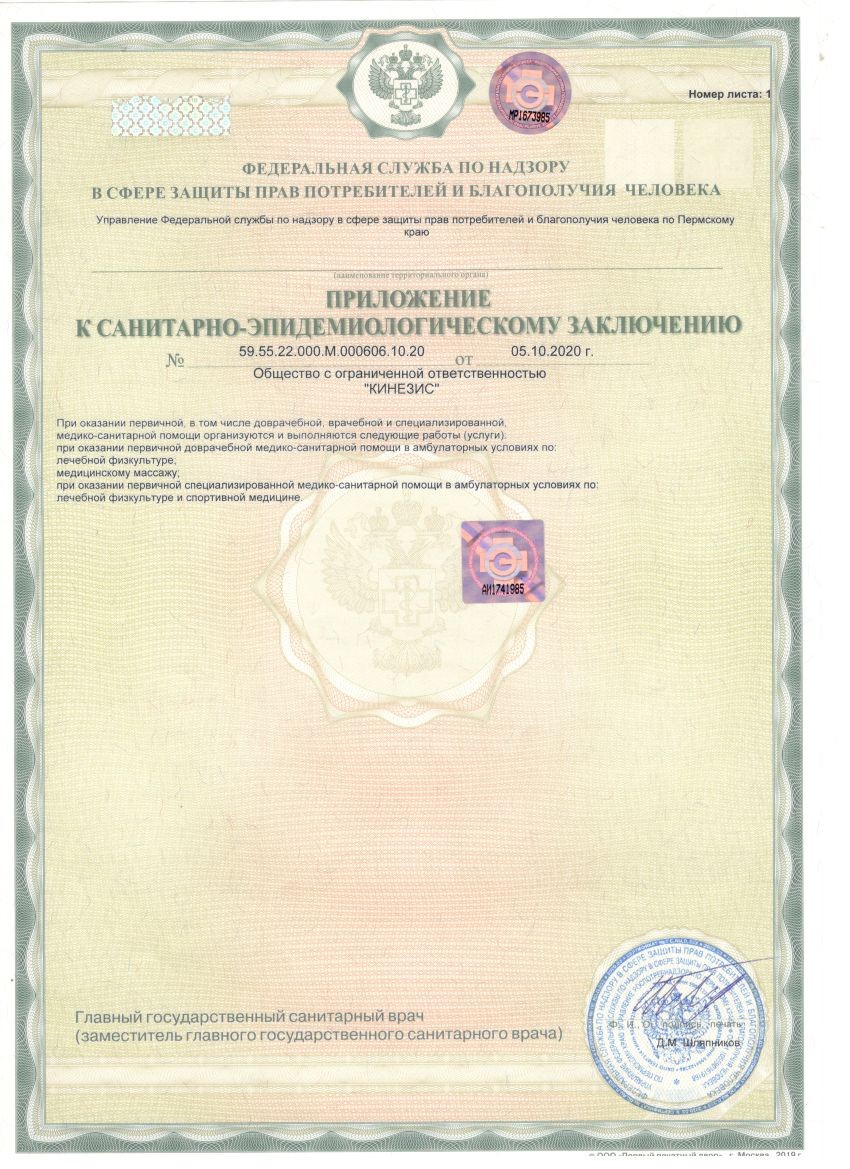 МР1673985
Номер листа: 1
ФЕДЕРАЛЬНАЯ СЛУЖБА ПО НАДЗОРУ
В СФЕРЕ ЗАЩИТЫ ПРАВ ПОТРЕБИТЕЛЕЙ И БЛАГОПОЛУЧИЯ ЧЕЛОВЕКА
Управление Федеральной службы по надзору в сфере защиты прав потребителей и благополучия человека по Пермскому
краю
(наименование территориального органа)
ПРИЛОЖЕНИЕ
К САНИТАРНО-ЭПИДЕМИОЛОГИЧЕСКОМУ ЗАКЛЮЧЕНИЮ
№ 59.55.22.000.М.000606.10.20 от 05.10.2020 г.
Общество с ограниченной ответственностью
"КИНЕЗИС"
При оказании первичной, в том числе доврачебной, врачебной и специализированной,
медико-санитарной помощи организуются и выполняются следующие работы (услуги):
при оказании первичной доврачебной медико-санитарной помощи в амбулаторных условиях по:
лечебной физкультуре,
медицинскому массажу;
при оказании первичной специализированной медико-санитарной помощи в амбулаторных условиях по:
лечебной физкультуре и спортивной медицине.
АИ1741985
Главный государственный санитарный врач
(заместитель главного государственного санитарного врача)
Ф. И. О., подпись, печать
Д.М. Шляпников
© ООО «Первый печатный двор», г. Москва, 2019 г.